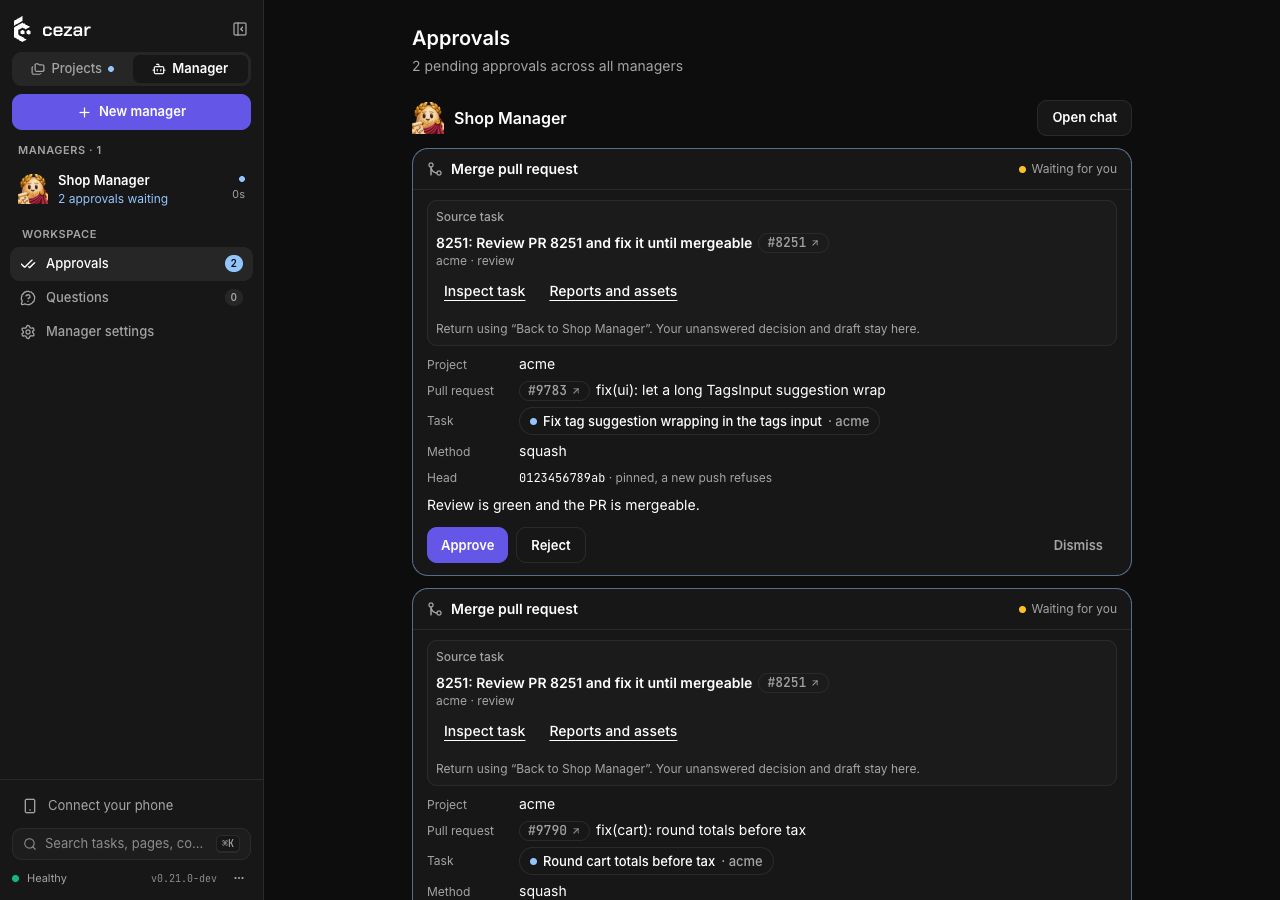 cezar
Projects
Manager
New manager
MANAGERS · 1
Shop Manager
2 approvals waiting
0s
WORKSPACE
Approvals
2
Questions
0
Manager settings
Connect your phone
Search tasks, pages, co...
⌘K
Healthy
v0.21.0-dev
Approvals
2 pending approvals across all managers
Shop Manager
Open chat
Merge pull request
Waiting for you
Source task
8251: Review PR 8251 and fix it until mergeable #8251 ↗
acme · review
Inspect task Reports and assets
Return using “Back to Shop Manager”. Your unanswered decision and draft stay here.
Project acme
Pull request #9783 ↗ fix(ui): let a long TagsInput suggestion wrap
Task Fix tag suggestion wrapping in the tags input · acme
Method squash
Head 0123456789ab · pinned, a new push refuses
Review is green and the PR is mergeable.
Approve Reject Dismiss
Merge pull request
Waiting for you
Source task
8251: Review PR 8251 and fix it until mergeable #8251 ↗
acme · review
Inspect task Reports and assets
Return using “Back to Shop Manager”. Your unanswered decision and draft stay here.
Project acme
Pull request #9790 ↗ fix(cart): round totals before tax
Task Round cart totals before tax · acme
Method squash